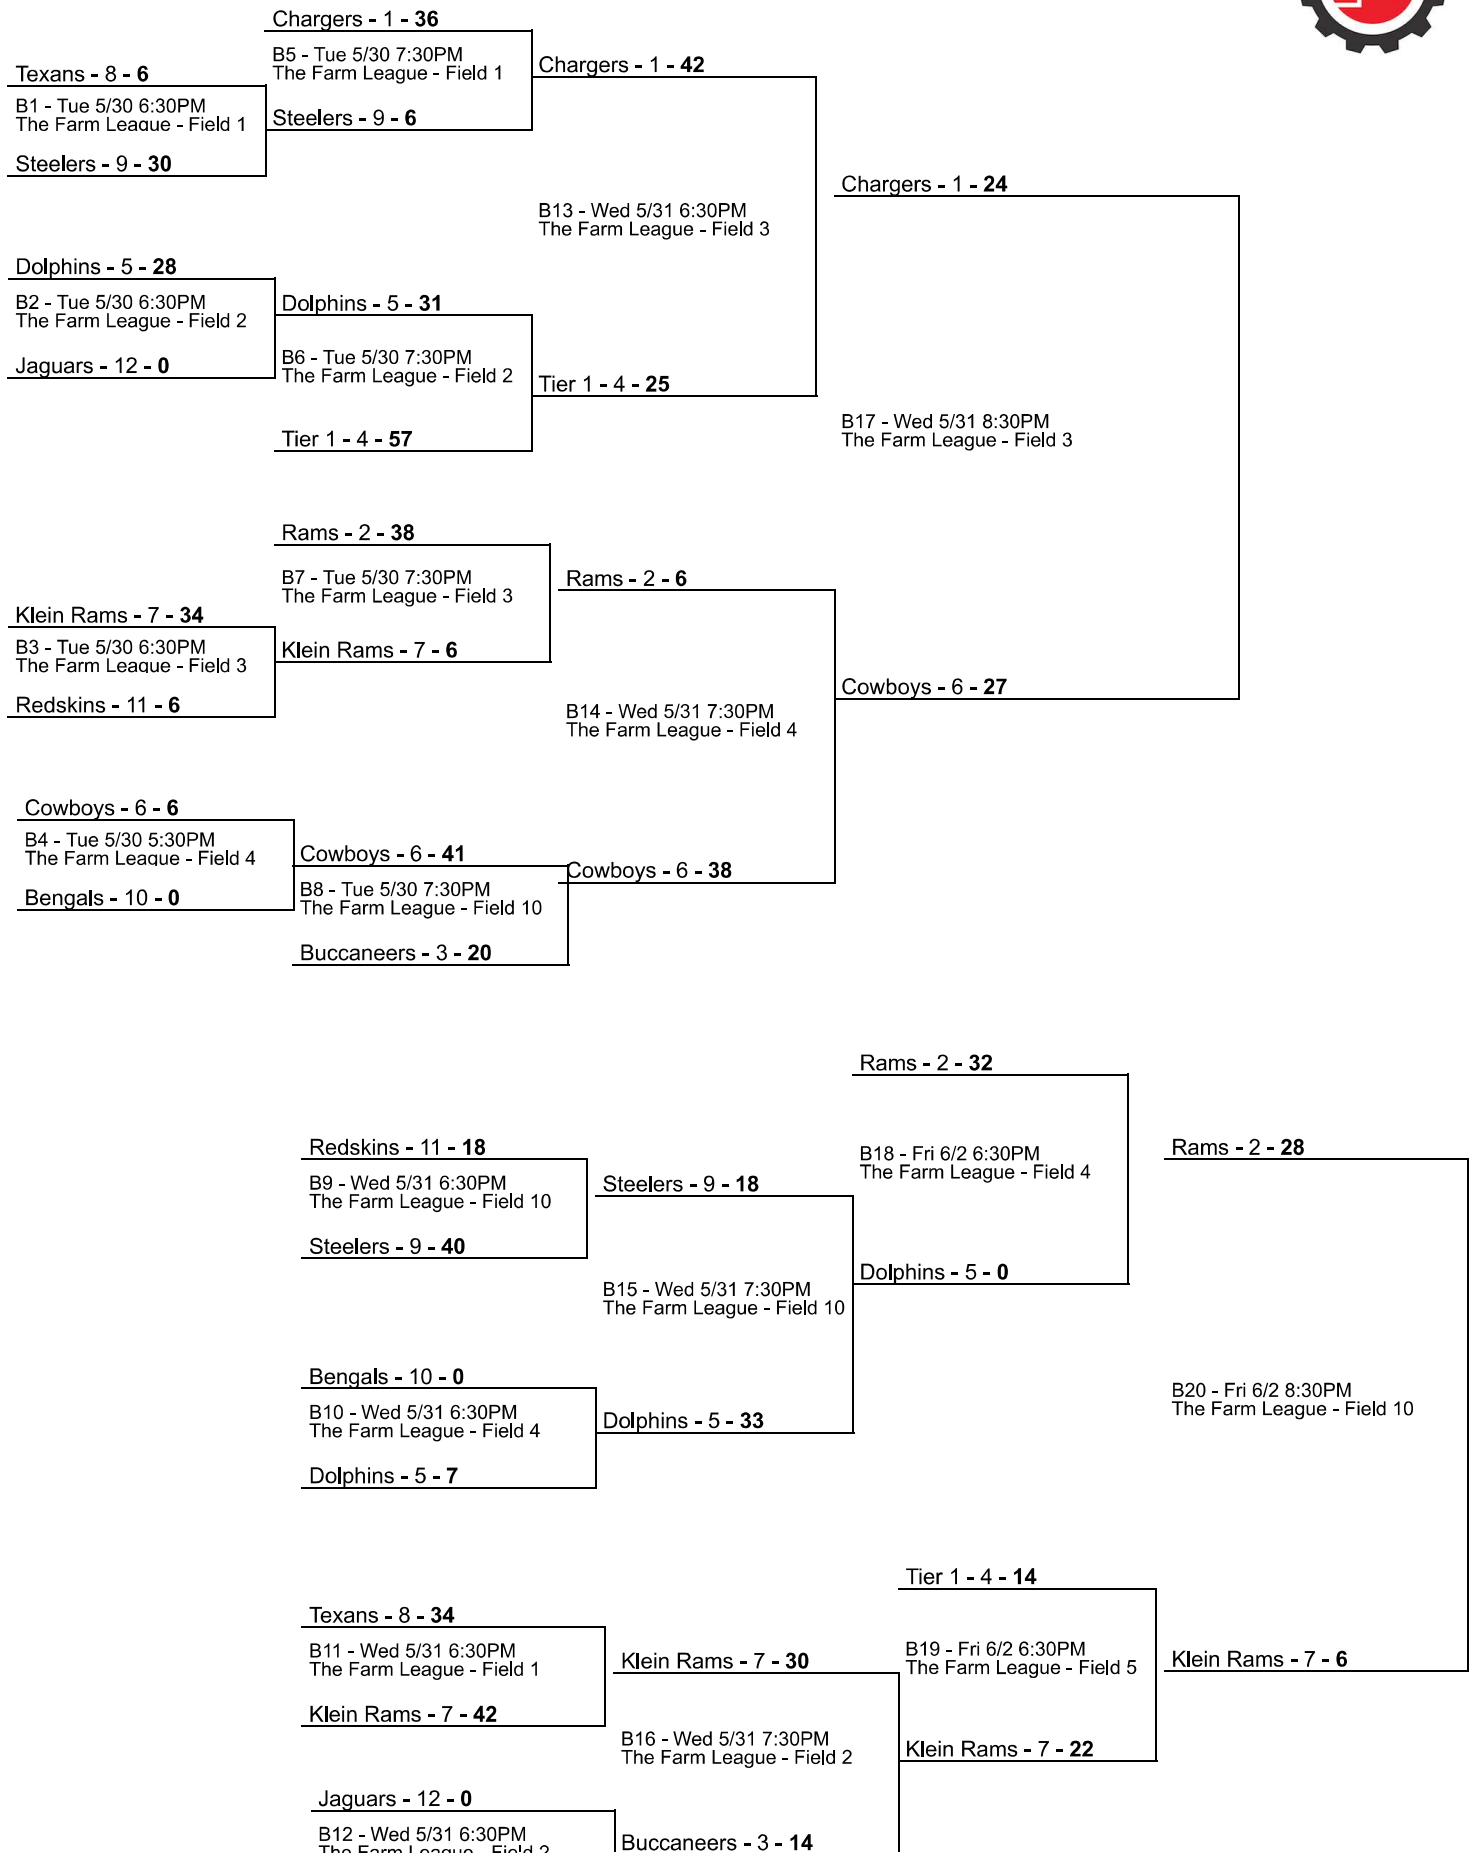 Chargers - 1 - 36
B5 - Tue 5/30 7:30PM
The Farm League - Field 1
Steelers - 9 - 6
Texans - 8 - 6
B1 - Tue 5/30 6:30PM
The Farm League - Field 1
Steelers - 9 - 30
Chargers - 1 - 42
B13 - Wed 5/31 6:30PM
The Farm League - Field 3
Chargers - 1 - 24
Dolphins - 5 - 28
B2 - Tue 5/30 6:30PM
The Farm League - Field 2
Jaguars - 12 - 0
Dolphins - 5 - 31
B6 - Tue 5/30 7:30PM
The Farm League - Field 2
Tier 1 - 4 - 57
Tier 1 - 4 - 25
B17 - Wed 5/31 8:30PM
The Farm League - Field 3
Rams - 2 - 38
B7 - Tue 5/30 7:30PM
The Farm League - Field 3
Klein Rams - 7 - 6
Klein Rams - 7 - 34
B3 - Tue 5/30 6:30PM
The Farm League - Field 3
Redskins - 11 - 6
Rams - 2 - 6
B14 - Wed 5/31 7:30PM
The Farm League - Field 4
Cowboys - 6 - 27
Cowboys - 6 - 6
B4 - Tue 5/30 5:30PM
The Farm League - Field 4
Bengals - 10 - 0
Cowboys - 6 - 41
B8 - Tue 5/30 7:30PM
The Farm League - Field 10
Buccaneers - 3 - 20
Cowboys - 6 - 38
Rams - 2 - 32
B18 - Fri 6/2 6:30PM
The Farm League - Field 4
Dolphins - 5 - 0
Redskins - 11 - 18
B9 - Wed 5/31 6:30PM
The Farm League - Field 10
Steelers - 9 - 40
Steelers - 9 - 18
B15 - Wed 5/31 7:30PM
The Farm League - Field 10
Rams - 2 - 28
Bengals - 10 - 0
B10 - Wed 5/31 6:30PM
The Farm League - Field 4
Dolphins - 5 - 7
Dolphins - 5 - 33
B20 - Fri 6/2 8:30PM
The Farm League - Field 10
Tier 1 - 4 - 14
B19 - Fri 6/2 6:30PM
The Farm League - Field 5
Klein Rams - 7 - 22
Klein Rams - 7 - 6
Texans - 8 - 34
B11 - Wed 5/31 6:30PM
The Farm League - Field 1
Klein Rams - 7 - 42
Klein Rams - 7 - 30
B16 - Wed 5/31 7:30PM
The Farm League - Field 2
Jaguars - 12 - 0
B12 - Wed 5/31 6:30PM
The Farm League - Field 2
Buccaneers - 3 - 14